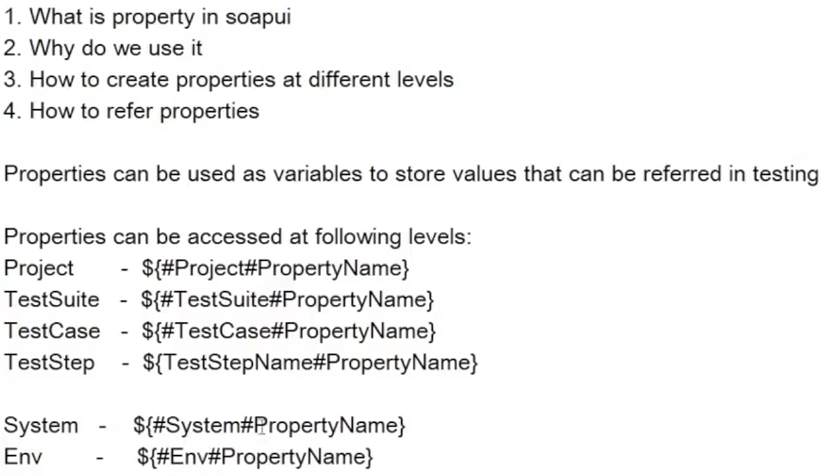 1. What is property in soapui
2. Why do we use it
3. How to create properties at different levels
4. How to refer properties
Properties can be used as variables to store values that can be referred in testing
Properties can be accessed at following levels:
Project - ${#Project#PropertyName}
TestSuite - ${#TestSuite#PropertyName}
TestCase - ${#TestCase#PropertyName}
TestStep - ${TestStepName#PropertyName}
System - ${#System#PropertyName}
Env - ${#Env#PropertyName}